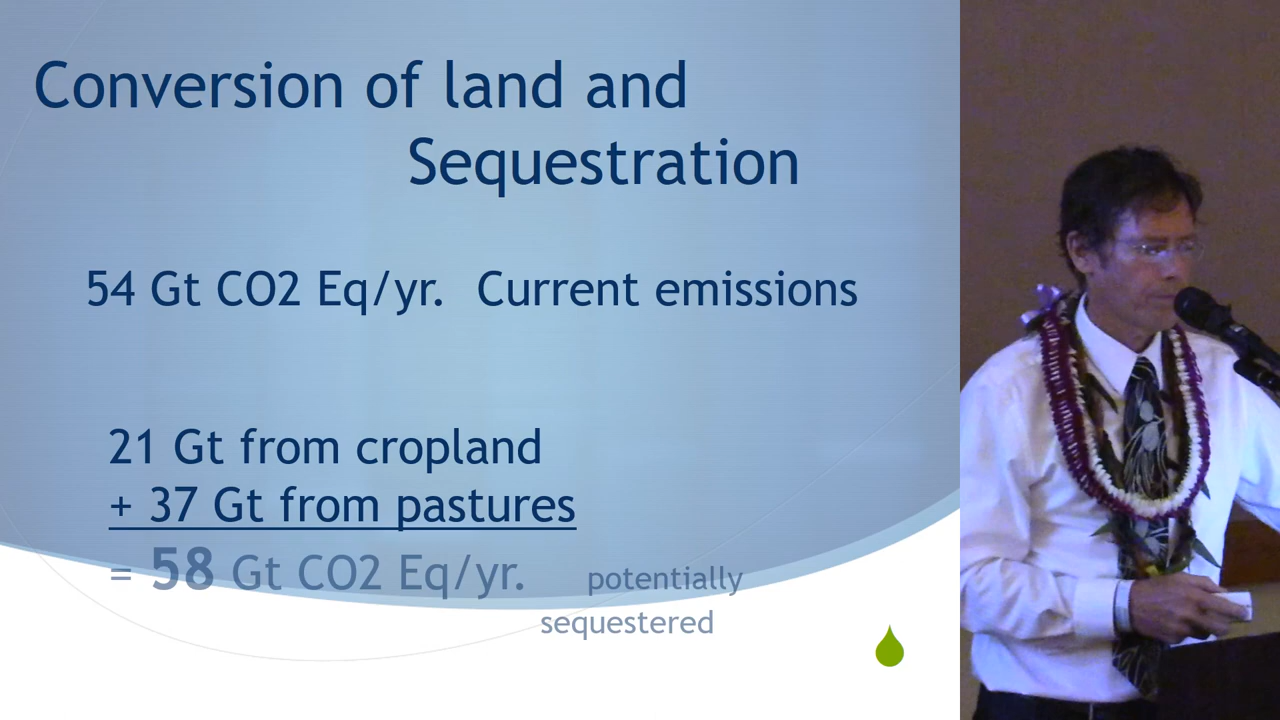 Conversion of land and
Sequestration
54 Gt CO2 Eq/yr. Current emissions
21 Gt from cropland
+ 37 Gt from pastures
= 58 Gt CO2 Eq/yr. potentially
sequestered